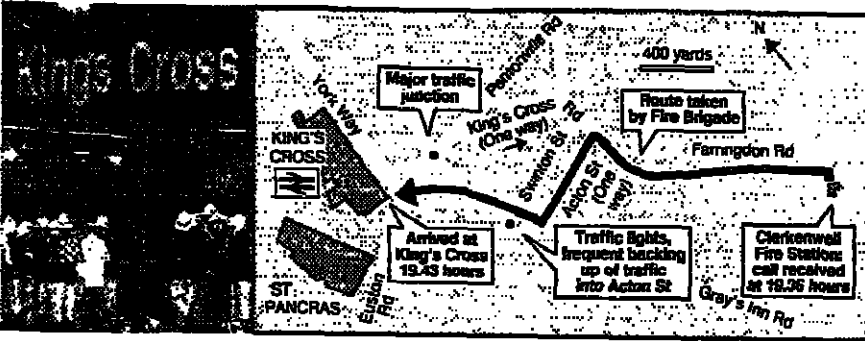 Kings Cross
Pentonville Rd
N
400 yards
York Way
Major traffic
junction
King's Cross Rd
(One way)
Route taken
by Fire Brigade
KING'S
CROSS
Swinton St
Acton St
(One
way)
Farringdon Rd
Arrived at
King's Cross
19.43 hours
Traffic lights,
frequent backing
up of traffic
into Acton St
Clerkenwell
Fire Station:
call received
at 19.36 hours
ST.
PANCRAS
Euston
Rd
Gray's Inn Rd